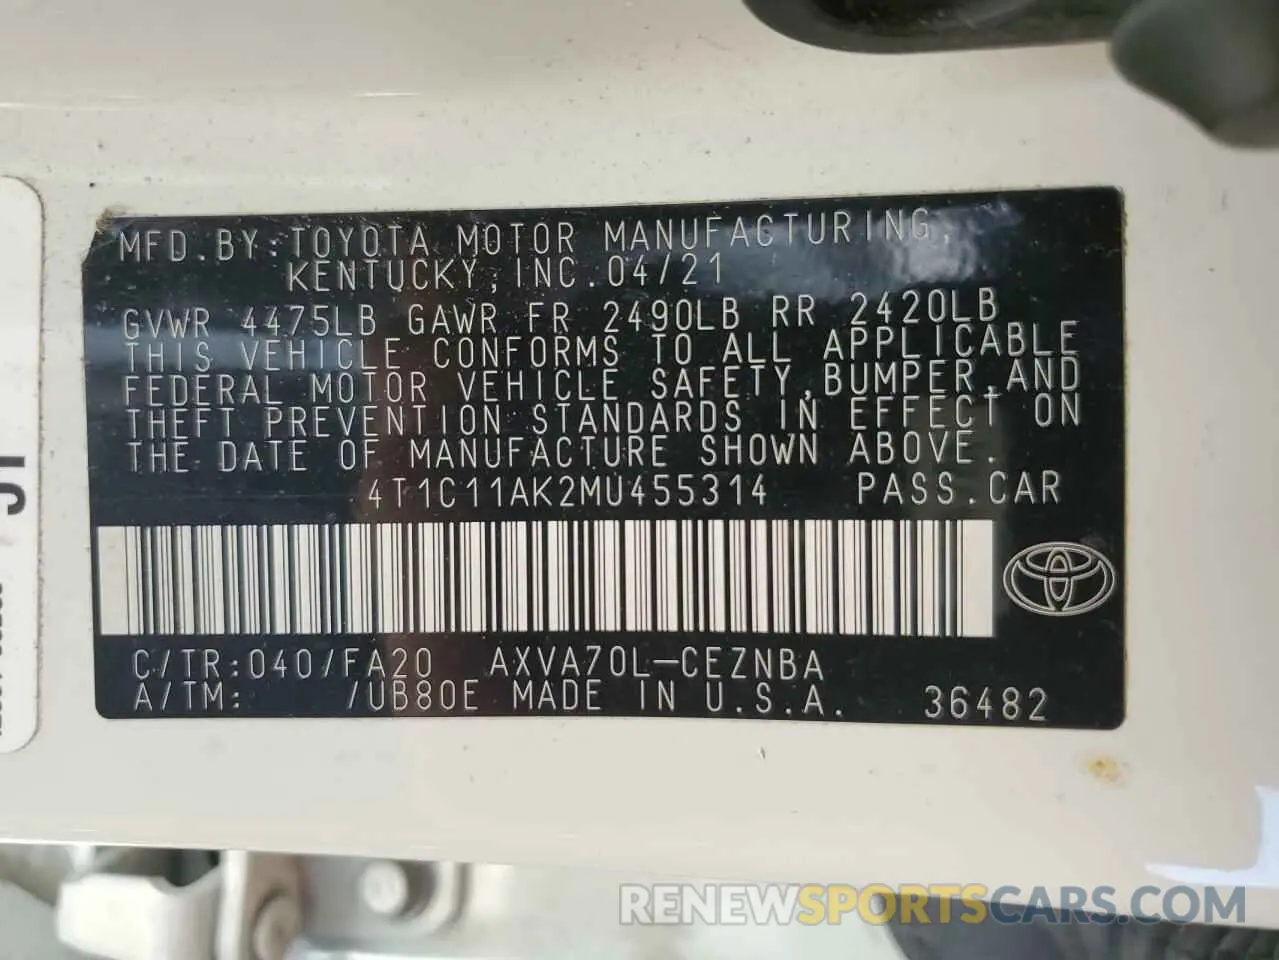 MFD.BY:TOYOTA MOTOR MANUFACTURING,
KENTUCKY, INC. 04/21
GVWR 4475LB GAWR FR 2490LB RR 2420LB
THIS VEHICLE CONFORMS TO ALL APPLICABLE
FEDERAL MOTOR VEHICLE SAFETY,BUMPER,AND
THEFT PREVENTION STANDARDS IN EFFECT ON
THE DATE OF MANUFACTURE SHOWN ABOVE.
4T1C11AK2MU455314 PASS.CAR
C/TR:040/FA20 AXVA70L-CEZNBA
A/TM: /UB80E MADE IN U.S.A. 36482
RENEWSPORTSCARS.COM